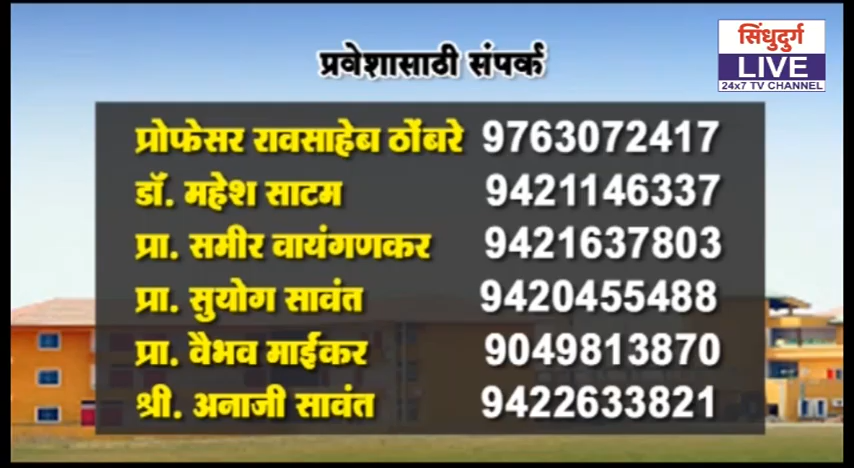 सिंधुदुर्ग
LIVE
24x7 TV CHANNEL
प्रवेशासाठी संपर्क
प्रोफेसर रावसाहेब ठोंबरे 9763072417
डॉ. महेश साटम 9421146337
प्रा. समीर वायंगणकर 9421637803
प्रा. सुयोग सावंत 9420455488
प्रा. वैभव माईकर 9049813870
श्री. अनाजी सावंत 9422633821